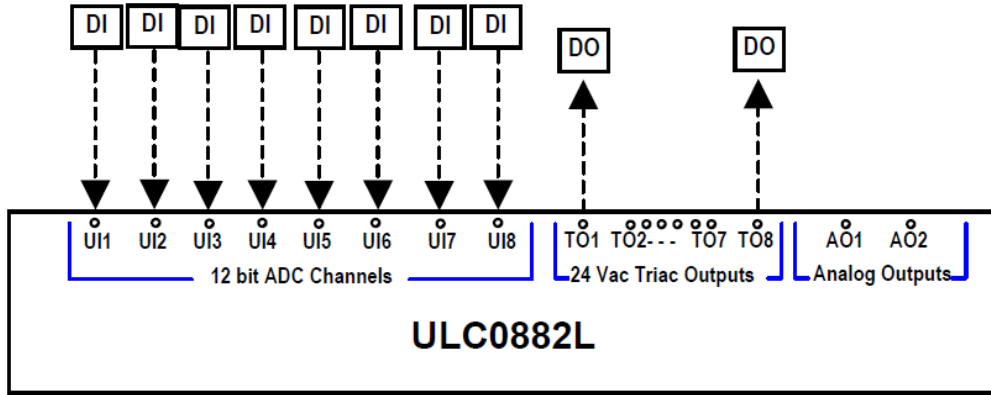 DI DI DI DI DI DI DI DI DO DO
UI1 UI2 UI3 UI4 UI5 UI6 UI7 UI8 TO1 TO2--- TO7 TO8 AO1 AO2
12 bit ADC Channels 24 Vac Triac Outputs Analog Outputs
ULC0882L